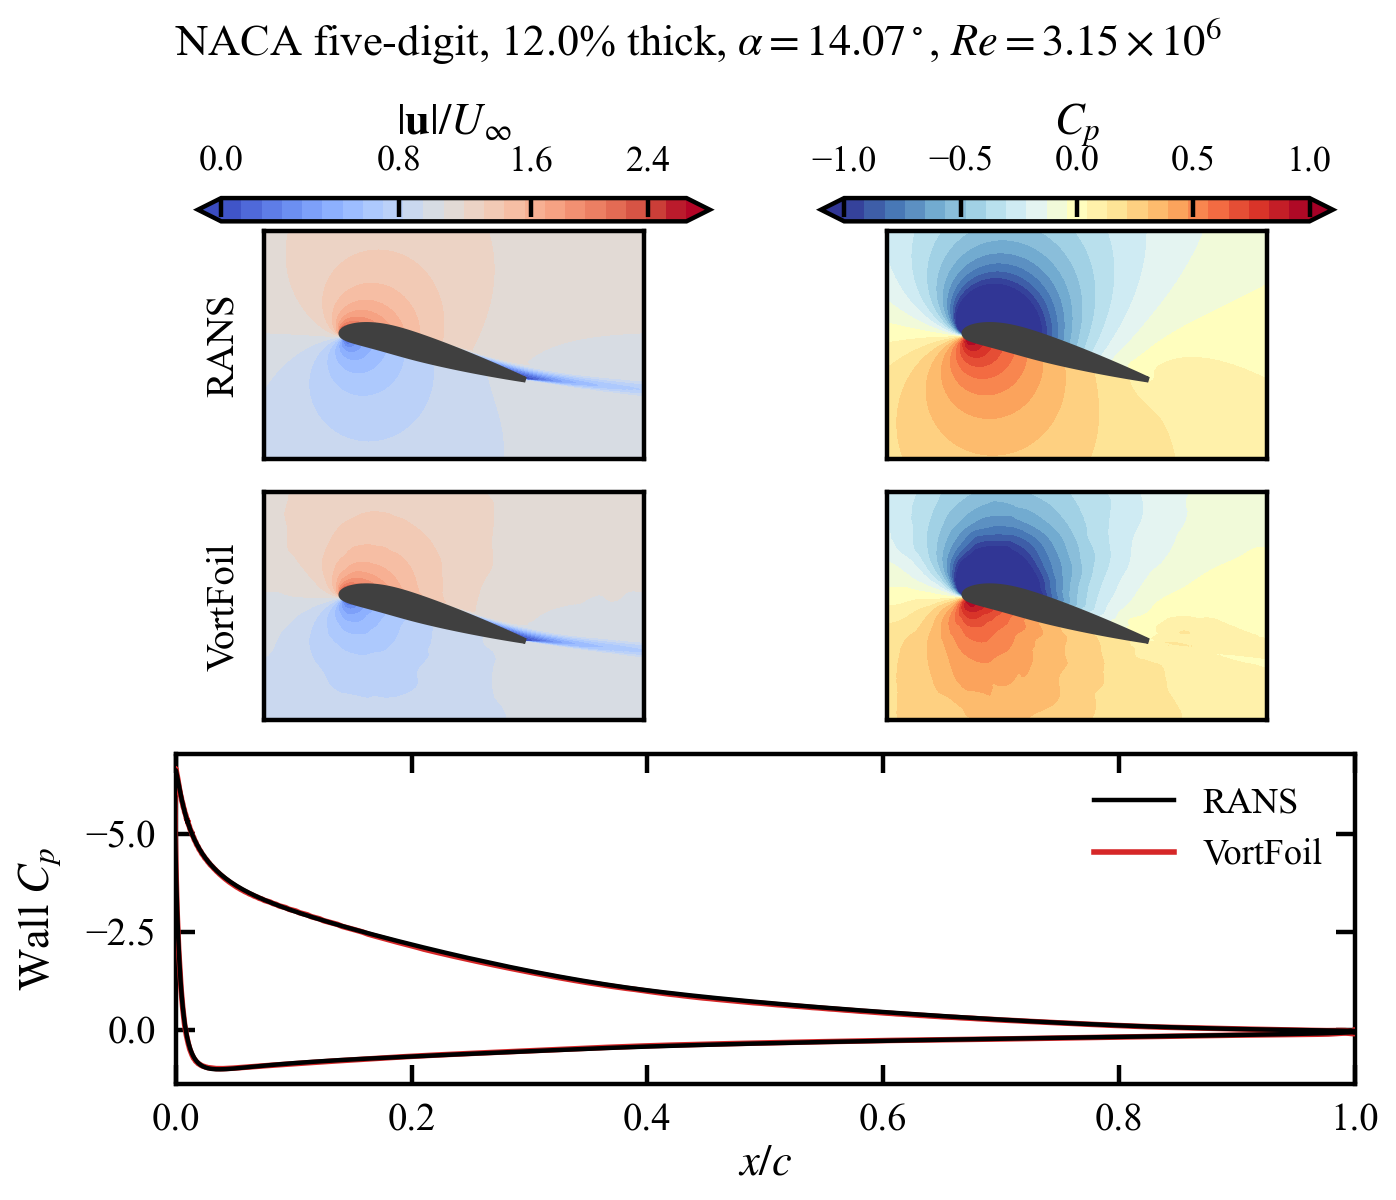 NACA five-digit, 12.0% thick, α = 14.07°, Re = 3.15 × 10⁶
|u|/U∞
0.0 0.8 1.6 2.4
Cp
−1.0 −0.5 0.0 0.5 1.0
RANS
VortFoil
Wall Cp
−5.0
−2.5
0.0
RANS
VortFoil
0.0 0.2 0.4 0.6 0.8 1.0
x/c